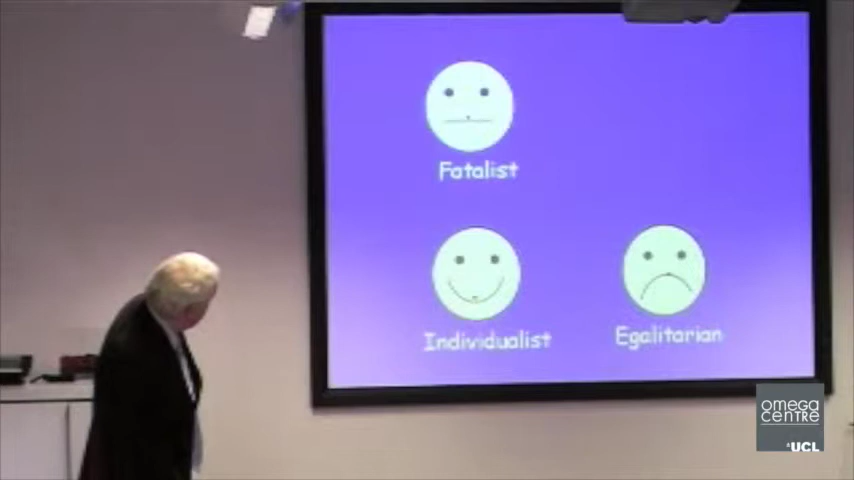 Fatalist
Individualist
Egalitarian
omega
centre
UCL